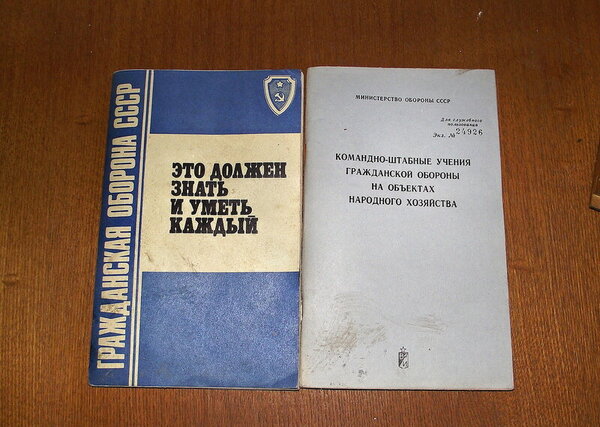 ГРАЖДАНСКАЯ ОБОРОНА СССР
ЭТО ДОЛЖЕН
ЗНАТЬ
И УМЕТЬ
КАЖДЫЙ
МИНИСТЕРСТВО ОБОРОНЫ СССР
Для служебного
пользования
Экз. № 24926
КОМАНДНО-ШТАБНЫЕ УЧЕНИЯ
ГРАЖДАНСКОЙ ОБОРОНЫ
НА ОБЪЕКТАХ
НАРОДНОГО ХОЗЯЙСТВА